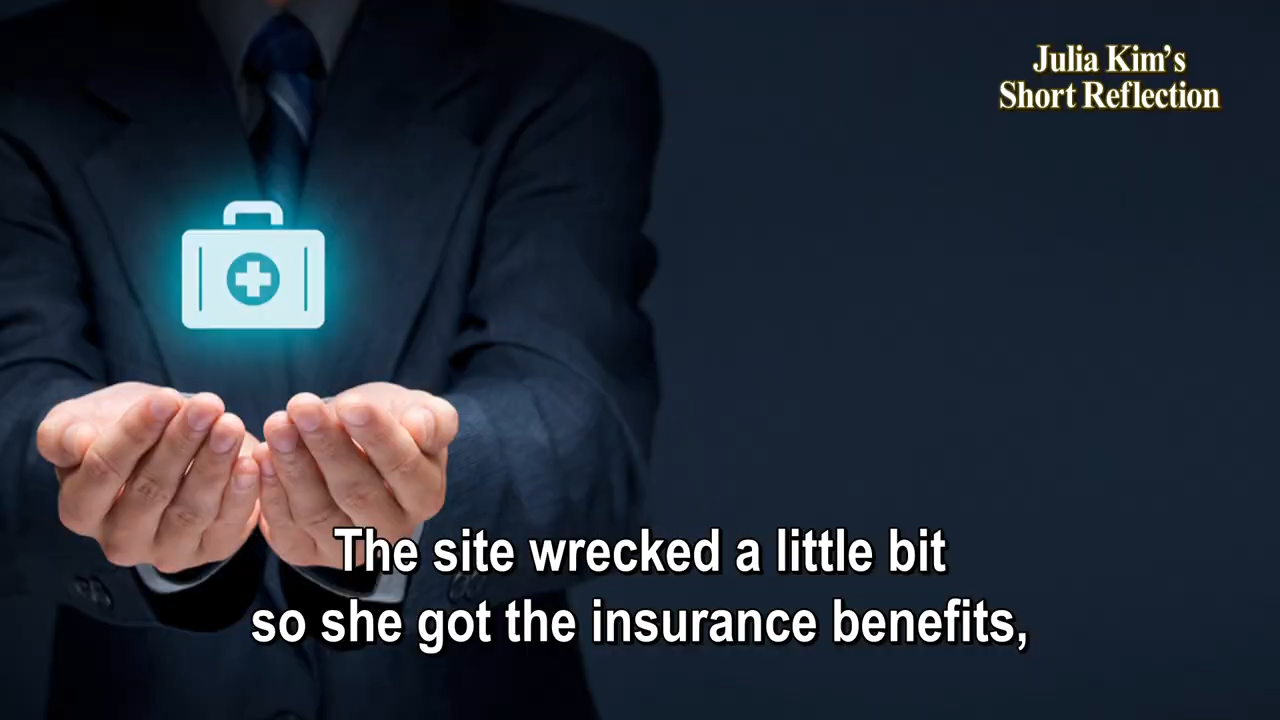 Julia Kim's
Short Reflection
The site wrecked a little bit
so she got the insurance benefits,